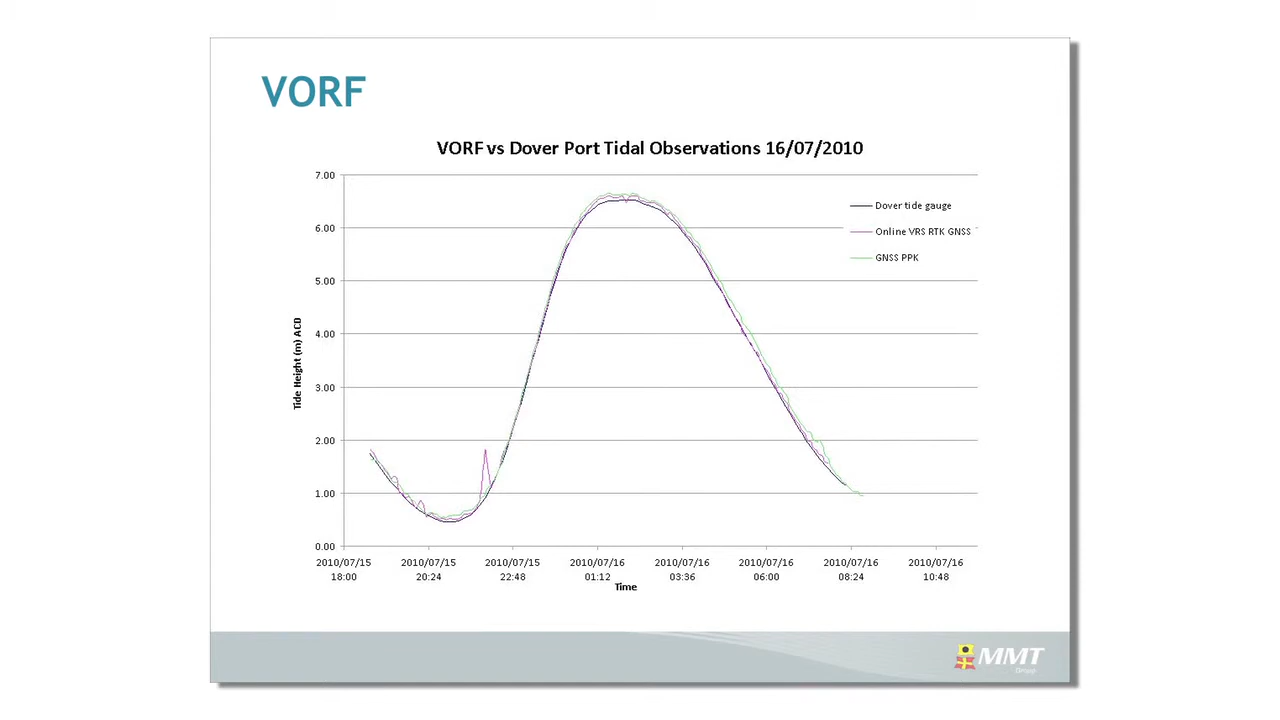 VORF
VORF vs Dover Port Tidal Observations 16/07/2010
7.00
6.00
5.00
4.00
3.00
2.00
1.00
0.00
Tide Height (m) ACD
Dover tide gauge
Online VRS RTK GNSS
GNSS PPK
2010/07/15 2010/07/15 2010/07/15 2010/07/16 2010/07/16 2010/07/16 2010/07/16 2010/07/16
18:00 20:24 22:48 01:12 03:36 06:00 08:24 10:48
Time
MMT
Group